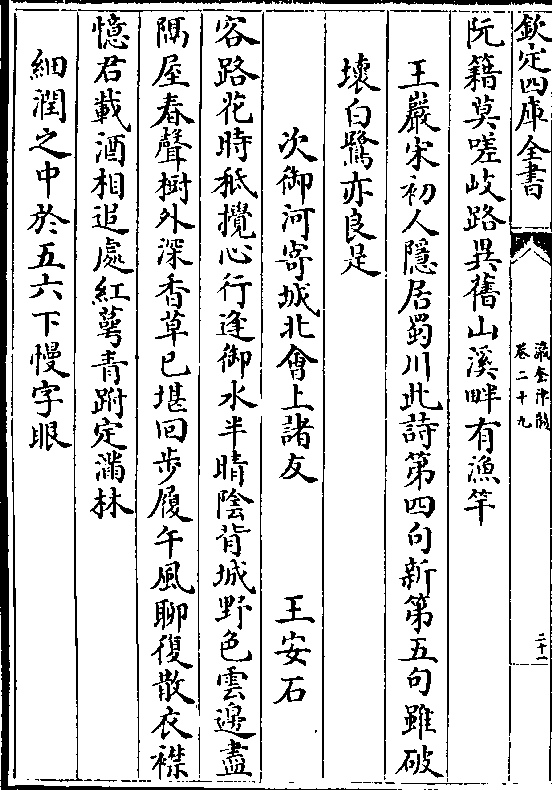 欽定四庫全書
瀛奎律髓
卷二十九
二十一
阮籍莫嗟歧路異舊山溪畔有漁竿
王巖宋初人隱居蜀川此詩第四句新第五句雖破
壞白鷺亦良是
次御河寄城北㑹上諸友　王安石
客路花時秪攪心行逢御水半晴陰背城野色雲邊盡
隔屋春聲樹外深香草已堪回步履午風聊復散衣襟
憶君載酒相追處紅萼青跗定滿林
細潤之中於五六下慢字眼